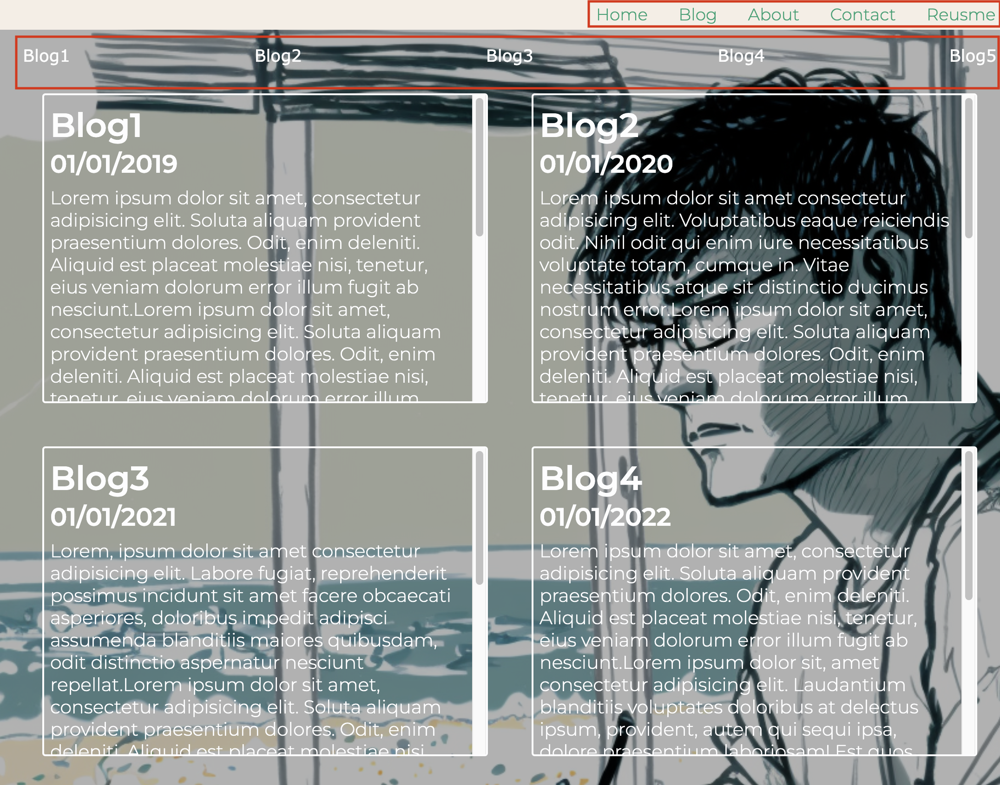 Home Blog About Contact Reusme
Blog1 Blog2 Blog3 Blog4 Blog5
Blog1
01/01/2019
Lorem ipsum dolor sit amet, consectetur
adipisicing elit. Soluta aliquam provident
praesentium dolores. Odit, enim deleniti.
Aliquid est placeat molestiae nisi, tenetur,
eius veniam dolorum error illum fugit ab
nesciunt.Lorem ipsum dolor sit amet,
consectetur adipisicing elit. Soluta aliquam
provident praesentium dolores. Odit, enim
deleniti. Aliquid est placeat molestiae nisi,
tenetur, eius veniam dolorum error illum
Blog2
01/01/2020
Lorem ipsum dolor sit amet consectetur
adipisicing elit. Voluptatibus eaque reiciendis
odit. Nihil odit qui enim iure necessitatibus
voluptate totam, cumque in. Vitae
necessitatibus atque sit distinctio ducimus
nostrum error.Lorem ipsum dolor sit amet,
consectetur adipisicing elit. Soluta aliquam
provident praesentium dolores. Odit, enim
deleniti. Aliquid est placeat molestiae nisi,
tenetur, eius veniam dolorum error illum
Blog3
01/01/2021
Lorem, ipsum dolor sit amet consectetur
adipisicing elit. Labore fugiat, reprehenderit
possimus incidunt sit amet facere obcaecati
asperiores, doloribus impedit adipisci
assumenda blanditiis maiores quibusdam,
odit distinctio aspernatur nesciunt
repellat.Lorem ipsum dolor sit amet,
consectetur adipisicing elit. Soluta aliquam
provident praesentium dolores. Odit, enim
deleniti. Aliquid est placeat molestiae nisi,
Blog4
01/01/2022
Lorem ipsum dolor sit amet, consectetur
adipisicing elit. Soluta aliquam provident
praesentium dolores. Odit, enim deleniti.
Aliquid est placeat molestiae nisi, tenetur,
eius veniam dolorum error illum fugit ab
nesciunt.Lorem ipsum dolor sit, amet
consectetur adipisicing elit. Laudantium
blanditiis voluptates doloribus at delectus
ipsum, provident, autem qui sequi ipsa,
dolore praesentium laboriosam! Est quos